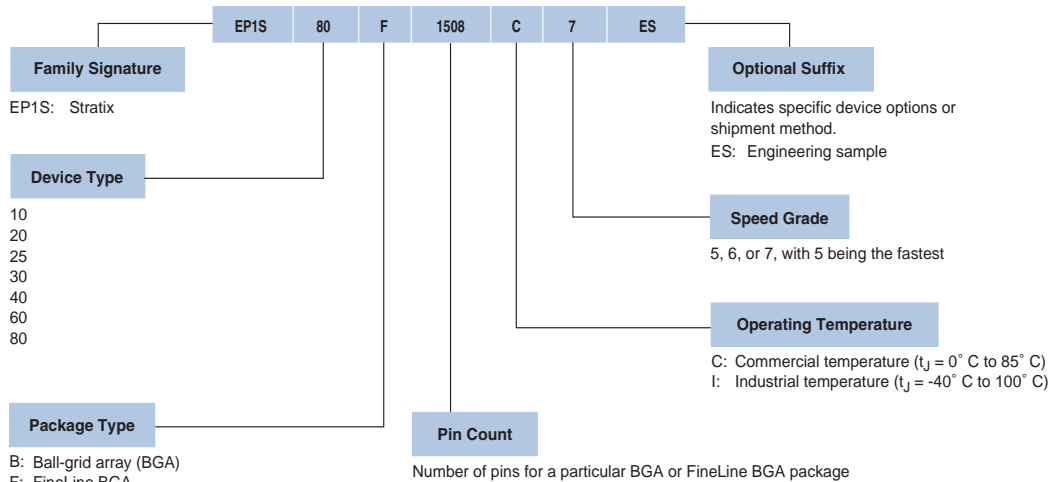 EP1S 80 F 1508 C 7 ES
Family Signature
EP1S: Stratix
Optional Suffix
Indicates specific device options or
shipment method.
ES: Engineering sample
Device Type
10
20
25
30
40
60
80
Speed Grade
5, 6, or 7, with 5 being the fastest
Operating Temperature
C: Commercial temperature (tJ = 0˚ C to 85˚ C)
I: Industrial temperature (tJ = -40˚ C to 100˚ C)
Package Type
B: Ball-grid array (BGA)
F: FineLine BGA
Pin Count
Number of pins for a particular BGA or FineLine BGA package